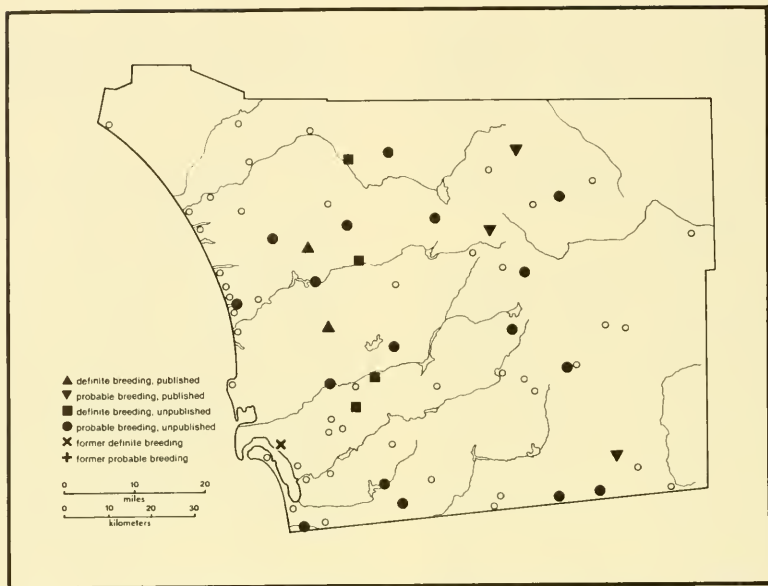 definite breeding, published
probable breeding, published
definite breeding, unpublished
probable breeding, unpublished
former definite breeding
former probable breeding
0 10 20
miles
0 10 20 30
kilometers